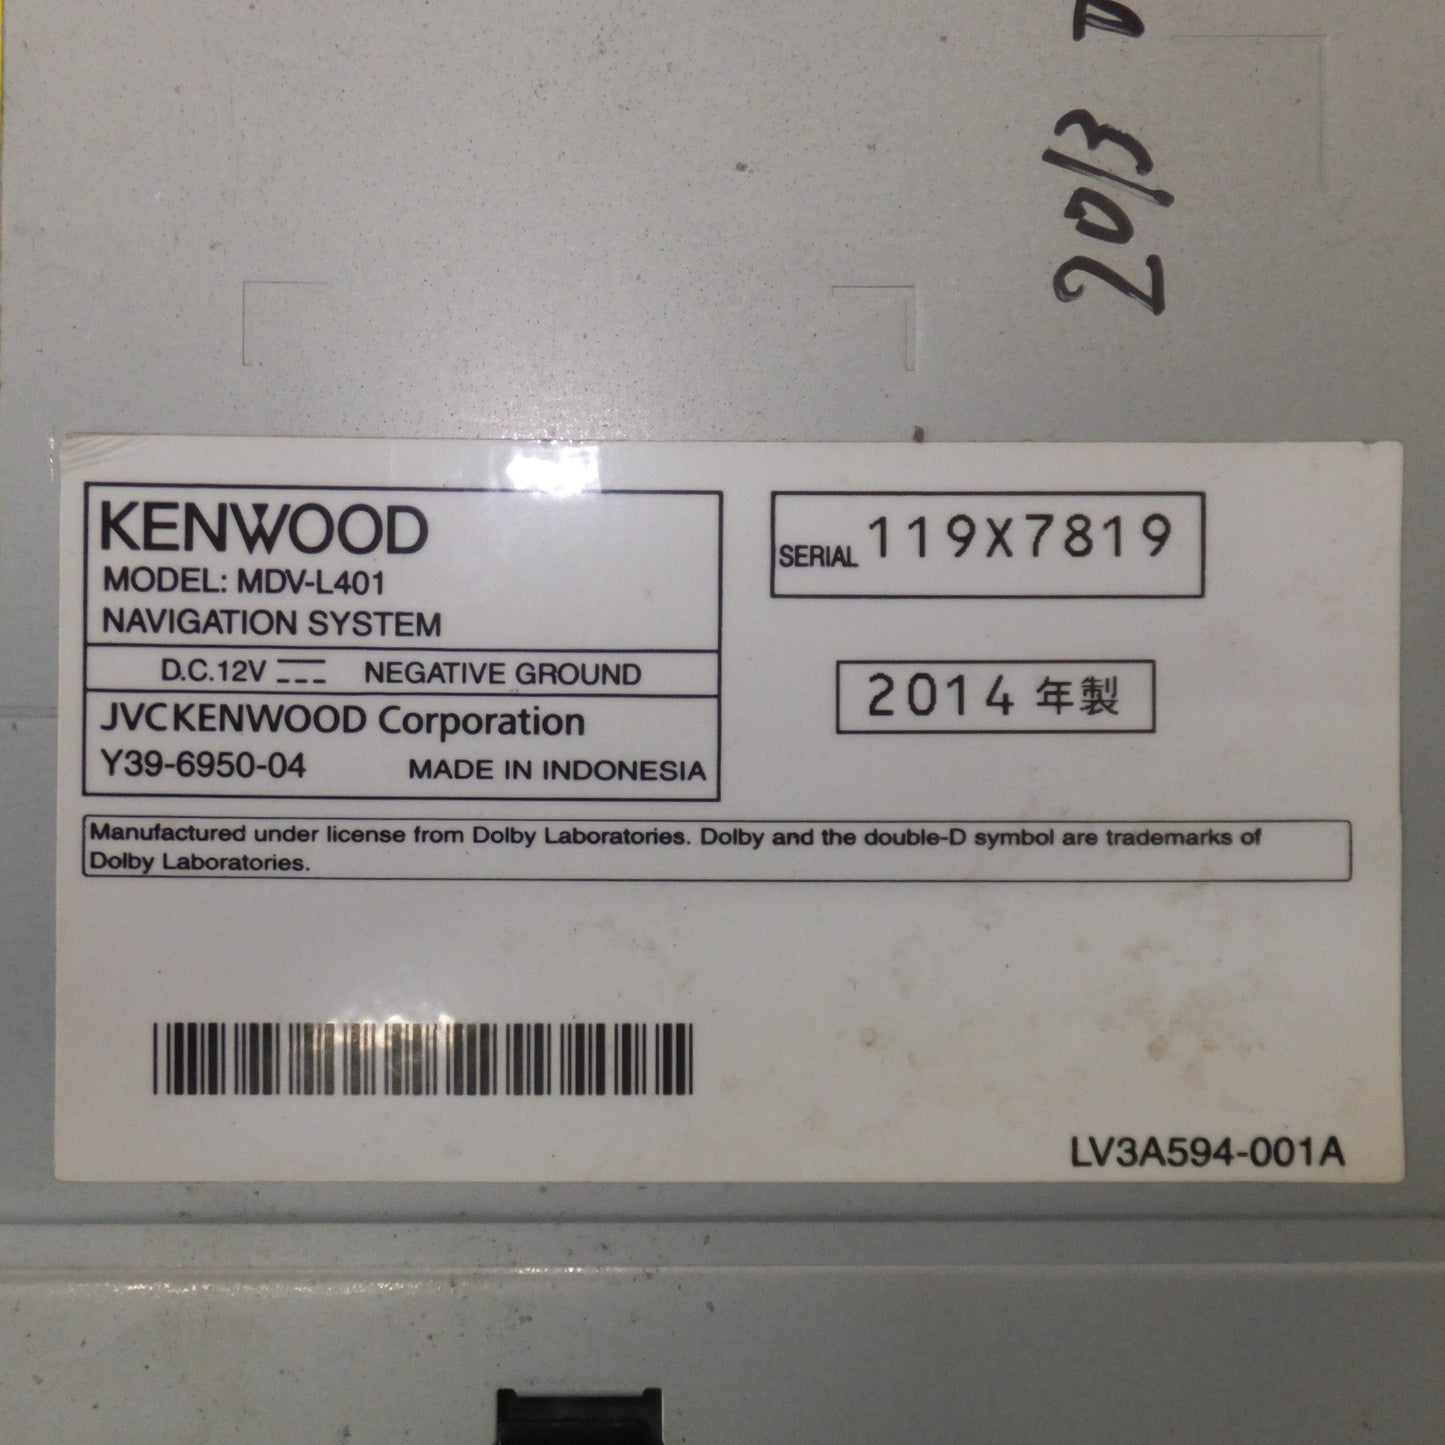 2013
KENWOOD
MODEL: MDV-L401
NAVIGATION SYSTEM
D.C.12V NEGATIVE GROUND
JVCKENWOOD Corporation
Y39-6950-04 MADE IN INDONESIA
SERIAL 119X7819
2014 年製
Manufactured under license from Dolby Laboratories. Dolby and the double-D symbol are trademarks of
Dolby Laboratories.
LV3A594-001A